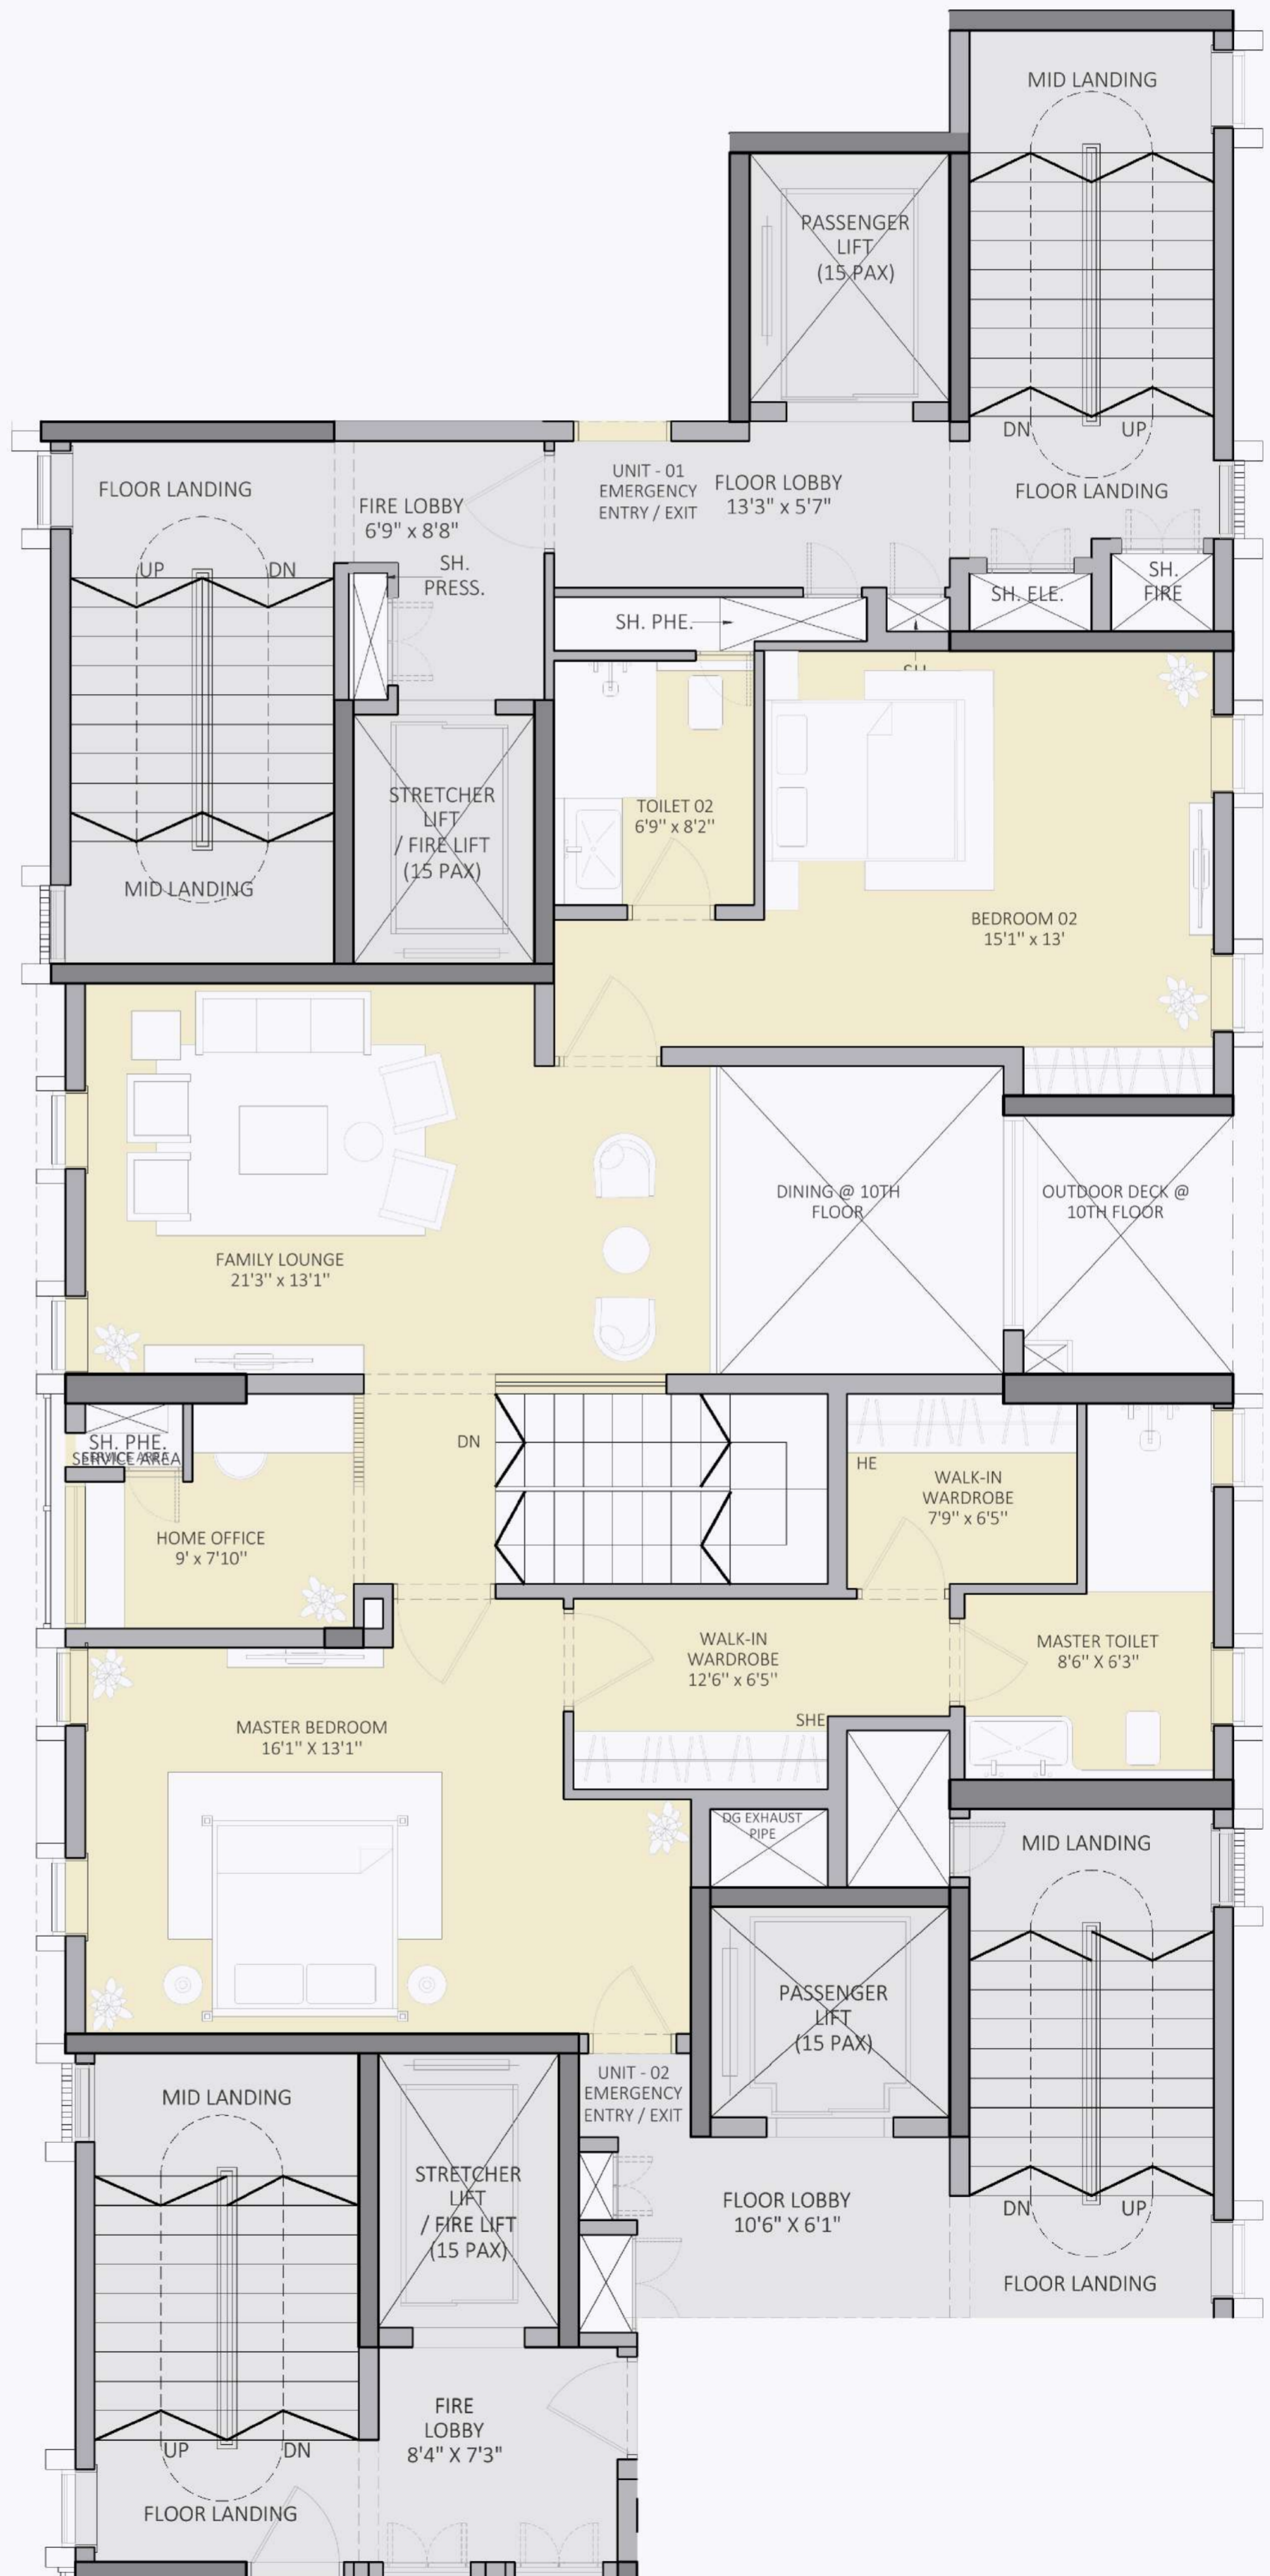 MID LANDING
PASSENGER
LIFT
(15 PAX)
DN
UP
FLOOR LANDING
FLOOR LANDING
FIRE LOBBY
6'9" x 8'8"
UNIT - 01
EMERGENCY
ENTRY / EXIT
FLOOR LOBBY
13'3" x 5'7"
UP
DN
SH.
PRESS.
SH. PHE.
SH. ELE.
SH.
FIRE
STRETCHER
LIFT
/ FIRE LIFT
(15 PAX)
MID LANDING
TOILET 02
6'9" x 8'2"
BEDROOM 02
15'1" x 13'
FAMILY LOUNGE
21'3" x 13'1"
DINING @ 10TH
FLOOR
OUTDOOR DECK @
10TH FLOOR
SH. PHE.
SERVICE AREA
DN
HE
WALK-IN
WARDROBE
7'9" x 6'5"
HOME OFFICE
9' x 7'10"
WALK-IN
WARDROBE
12'6" x 6'5"
SHE
MASTER TOILET
8'6" X 6'3"
MASTER BEDROOM
16'1" X 13'1"
DG EXHAUST
PIPE
MID LANDING
PASSENGER
LIFT
(15 PAX)
MID LANDING
UNIT - 02
EMERGENCY
ENTRY / EXIT
STRETCHER
LIFT
/ FIRE LIFT
(15 PAX)
FLOOR LOBBY
10'6" X 6'1"
DN
UP
FLOOR LANDING
FIRE
LOBBY
8'4" X 7'3"
UP
DN
FLOOR LANDING